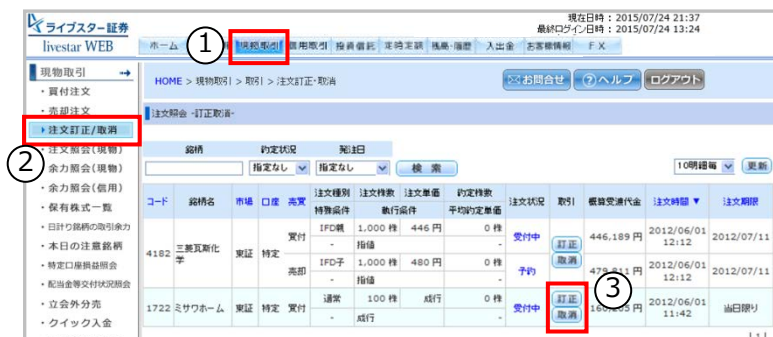 ライブスター証券
livestar WEB
現在日時：2015/07/24 21:37
最終ログイン日時：2015/07/24 13:24
ホーム
①
現物取引
信用取引
投資信託
定時定額
残高・履歴
入出金
お客様情報
ＦＸ
現物取引
・買付注文
・売却注文
注文訂正/取消
・注文照会(現物)
②
・余力照会(現物)
・余力照会(信用)
・保有株式一覧
・日計り銘柄の取引余力
・本日の注意銘柄
・特定口座損益照会
・配当金等交付状況照会
・立会外分売
・クイック入金
HOME > 現物取引 > 取引 > 注文訂正・取消
お問合せ
ヘルプ
ログアウト
注文照会 -訂正取消-
銘柄 約定状況 発注日
指定なし 指定なし 検索
10明細毎 更新
コード 銘柄名 市場 口座 売買 注文種別 注文株数 注文単価 約定株数 注文状況 取引 概算受渡代金 注文時間▼ 注文期限
特殊条件 執行条件 平均約定単価
4182 三菱瓦斯化学 東証 特定
買付 IFD親 1,000 株 446 円 0 株 受付中 訂正 取消 446,189 円 2012/06/01 12:12 2012/07/11
- 指値 -
売却 IFD子 1,000 株 480 円 0 株 予約 479,811 円 2012/06/01 12:12 2012/07/11
- 指値 -
③
1722 ミサワホーム 東証 特定 買付 通常 100 株 成行 0 株 受付中 訂正 取消 2012/06/01 11:42 当日限り
- 成行 -